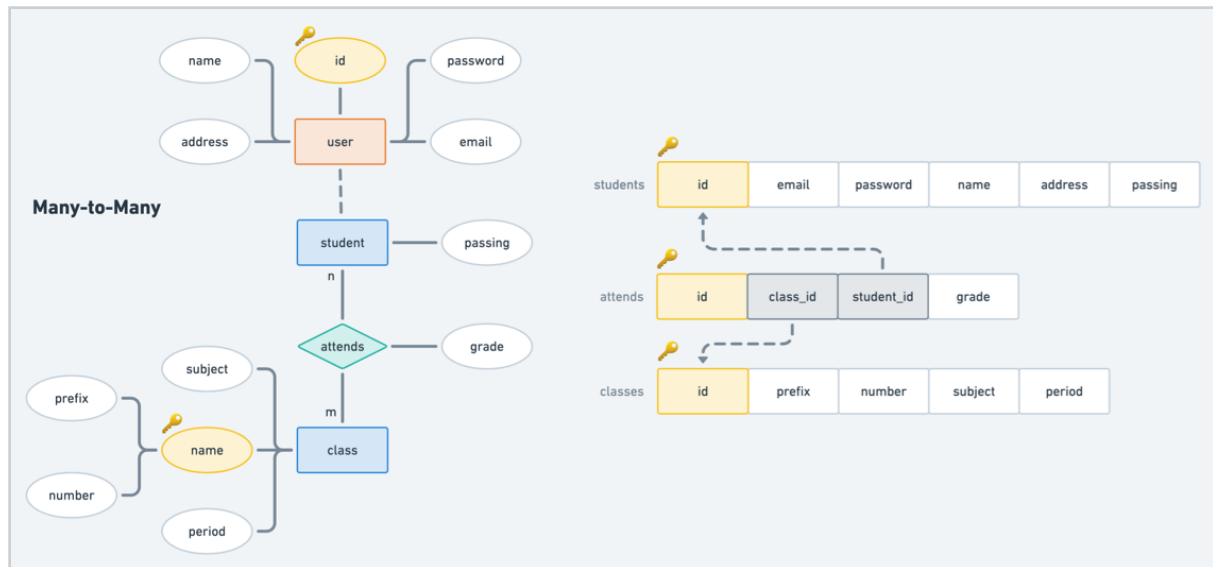 name
id
password
address
user
email
Many-to-Many
student
passing
n
attends
grade
subject
m
prefix
name
class
number
period
students
id
email
password
name
address
passing
attends
id
class_id
student_id
grade
classes
id
prefix
number
subject
period